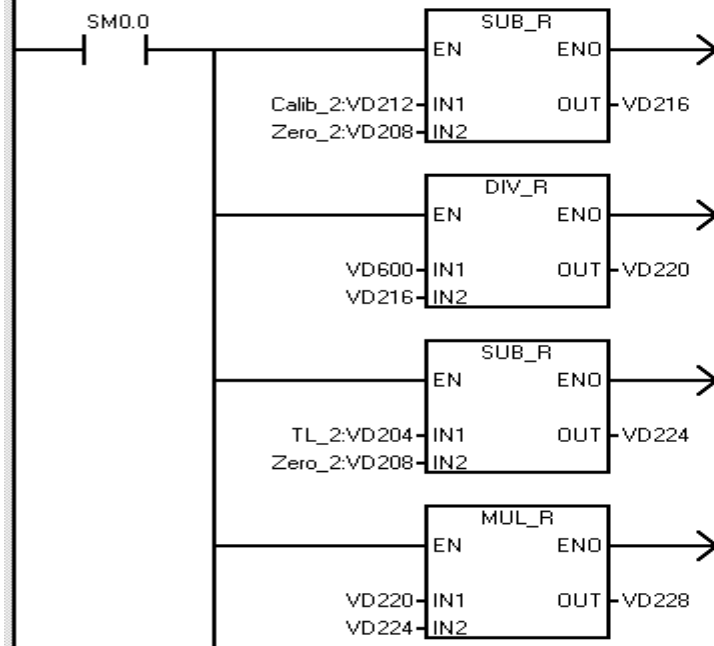 SM0.0
SUB_R
EN ENO
Calib_2:VD212 IN1 OUT VD216
Zero_2:VD208 IN2
DIV_R
EN ENO
VD600 IN1 OUT VD220
VD216 IN2
SUB_R
EN ENO
TL_2:VD204 IN1 OUT VD224
Zero_2:VD208 IN2
MUL_R
EN ENO
VD220 IN1 OUT VD228
VD224 IN2